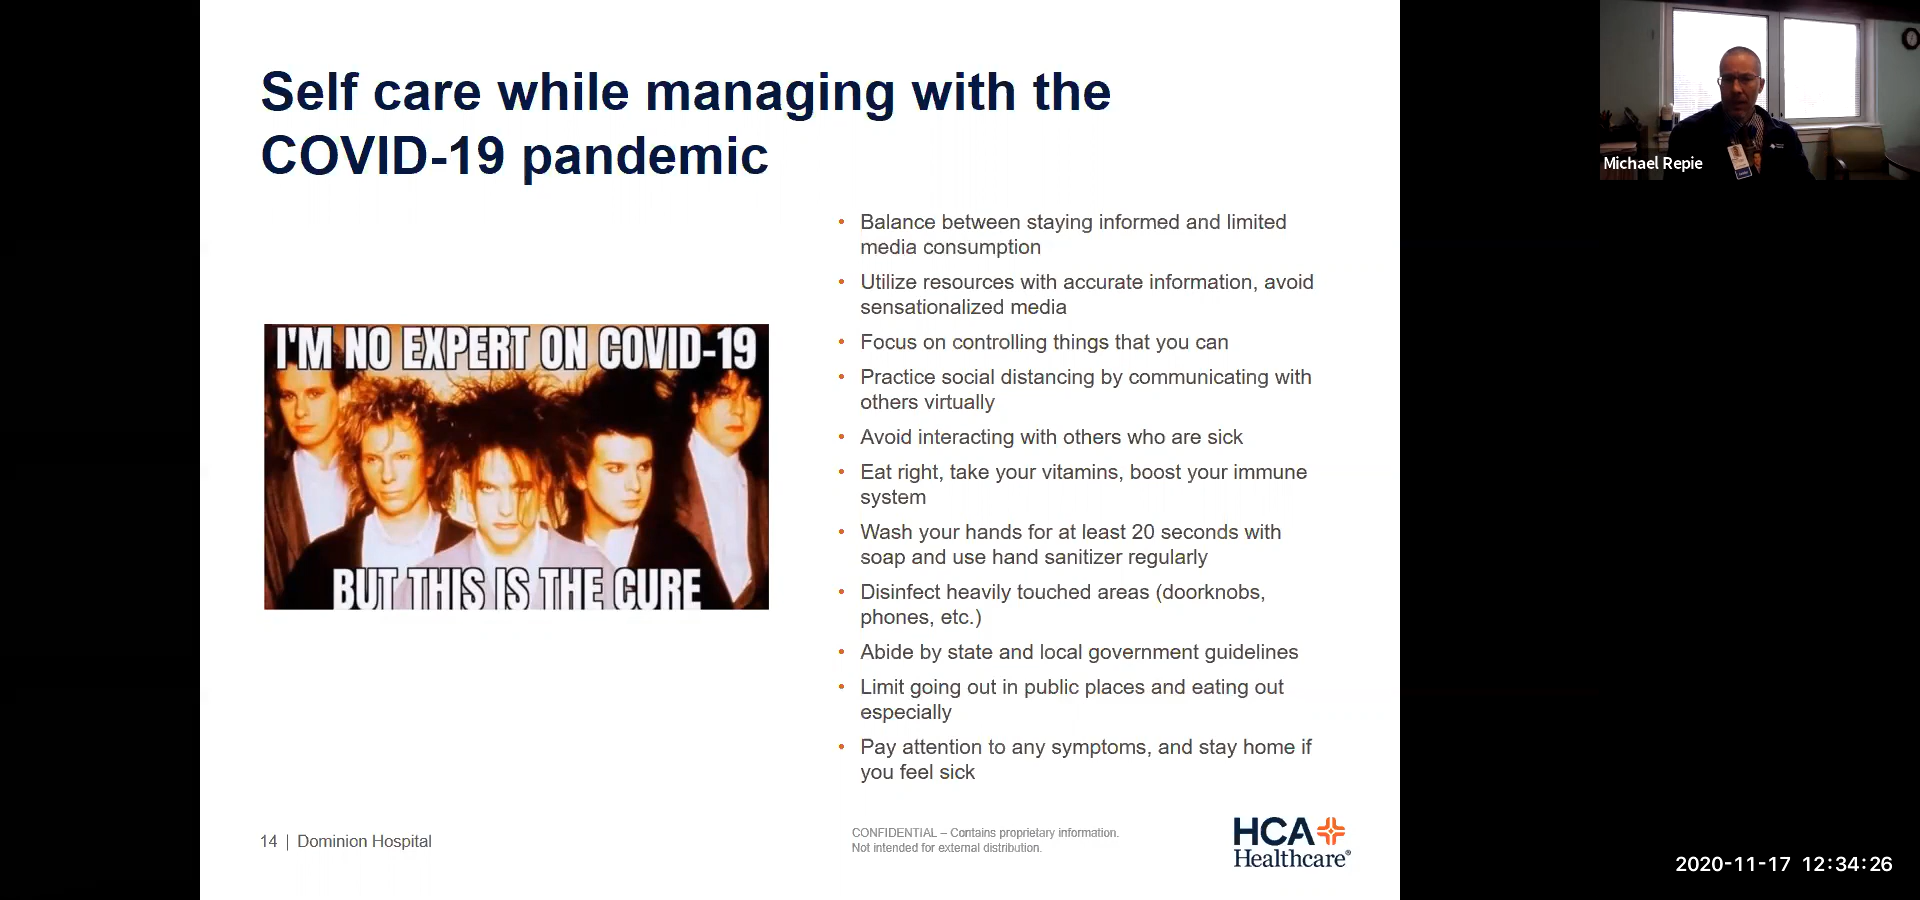 Self care while managing with the
COVID-19 pandemic
I'M NO EXPERT ON COVID-19
BUT THIS IS THE CURE
• Balance between staying informed and limited
media consumption
• Utilize resources with accurate information, avoid
sensationalized media
• Focus on controlling things that you can
• Practice social distancing by communicating with
others virtually
• Avoid interacting with others who are sick
• Eat right, take your vitamins, boost your immune
system
• Wash your hands for at least 20 seconds with
soap and use hand sanitizer regularly
• Disinfect heavily touched areas (doorknobs,
phones, etc.)
• Abide by state and local government guidelines
• Limit going out in public places and eating out
especially
• Pay attention to any symptoms, and stay home if
you feel sick
14 | Dominion Hospital
CONFIDENTIAL – Contains proprietary information.
Not intended for external distribution.
HCA
Healthcare®
Michael Repie
2020-11-17 12:34:26